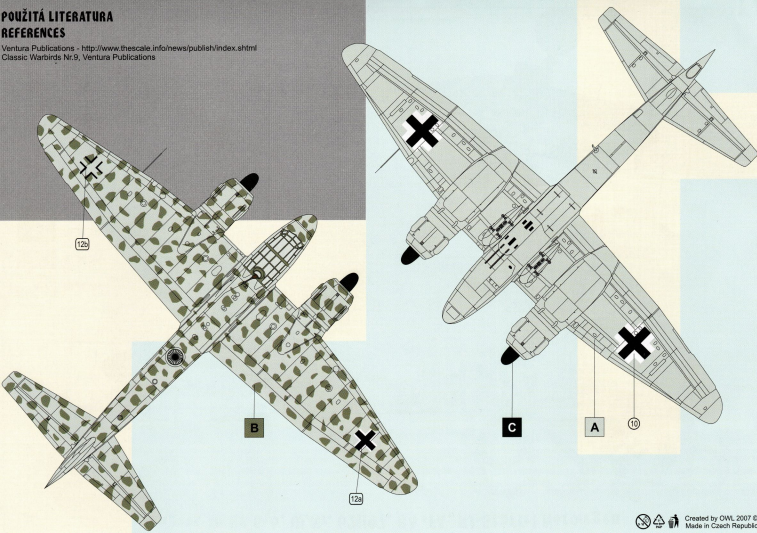 POUŽITÁ LITERATURA
REFERENCES
Ventura Publications - http://www.thescale.info/news/publish/index.shtml
Classic Warbirds Nr.9, Ventura Publications
12b
B
12a
C
A
10
Created by OWL 2007 ©
Made in Czech Republic